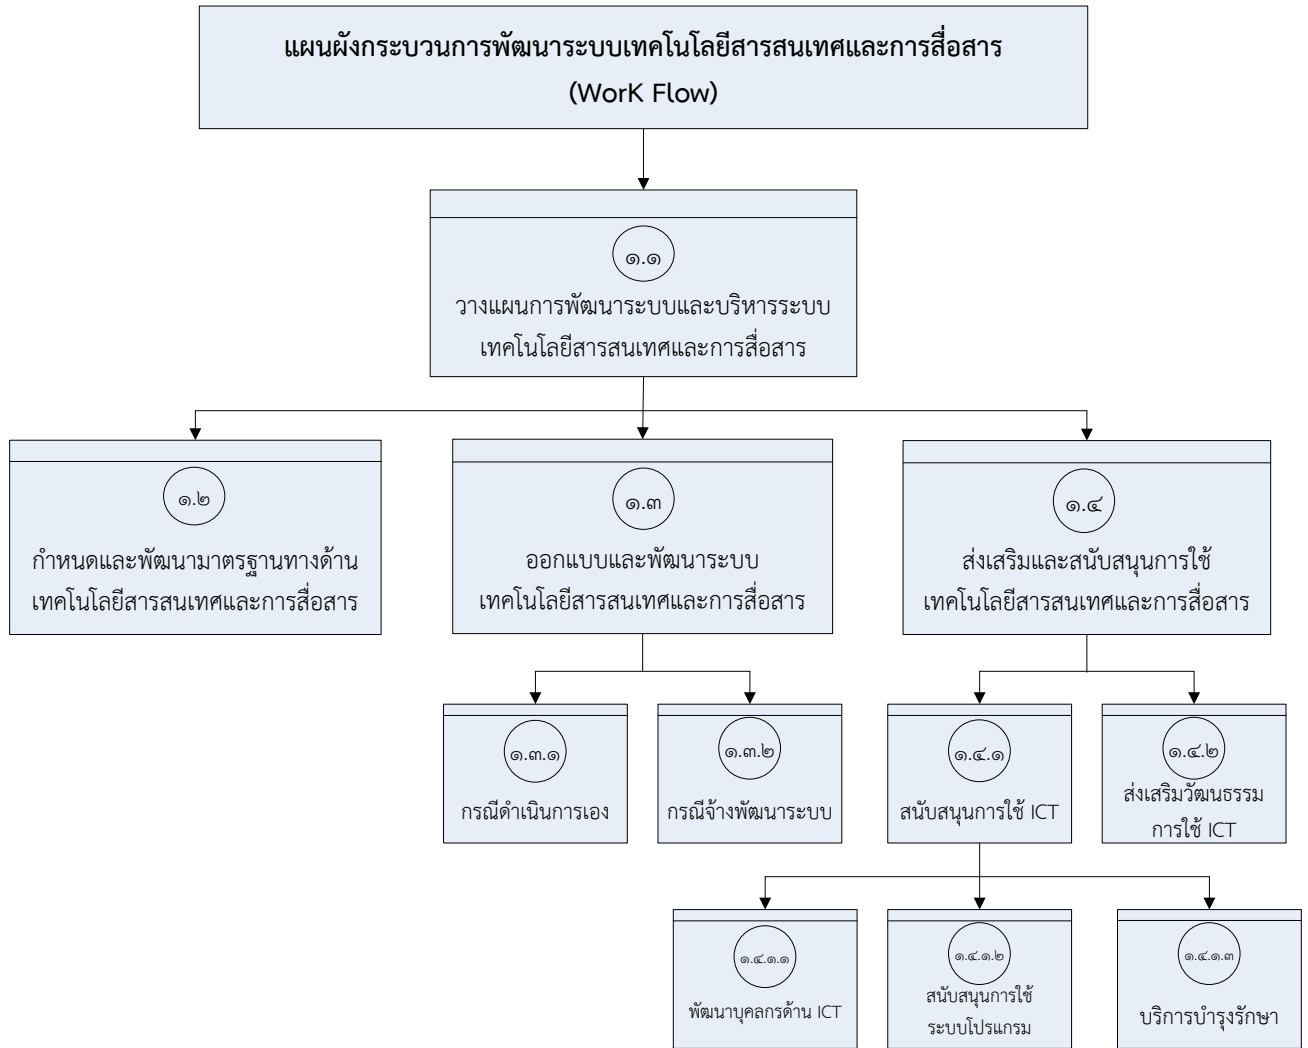 แผนผังกระบวนการพัฒนาระบบเทคโนโลยีสารสนเทศและการสื่อสาร
(WorK Flow)
๑.๑
วางแผนการพัฒนาระบบและบริหารระบบ
เทคโนโลยีสารสนเทศและการสื่อสาร
๑.๒
กำหนดและพัฒนามาตรฐานทางด้าน
เทคโนโลยีสารสนเทศและการสื่อสาร
๑.๓
ออกแบบและพัฒนาระบบ
เทคโนโลยีสารสนเทศและการสื่อสาร
๑.๔
ส่งเสริมและสนับสนุนการใช้
เทคโนโลยีสารสนเทศและการสื่อสาร
๑.๓.๑
กรณีดำเนินการเอง
๑.๓.๒
กรณีจ้างพัฒนาระบบ
๑.๔.๑
สนับสนุนการใช้ ICT
๑.๔.๒
ส่งเสริมวัฒนธรรม
การใช้ ICT
๑.๔.๑.๑
พัฒนาบุคลกรด้าน ICT
๑.๔.๑.๒
สนับสนุนการใช้
ระบบโปรแกรม
๑.๔.๑.๓
บริการบำรุงรักษา